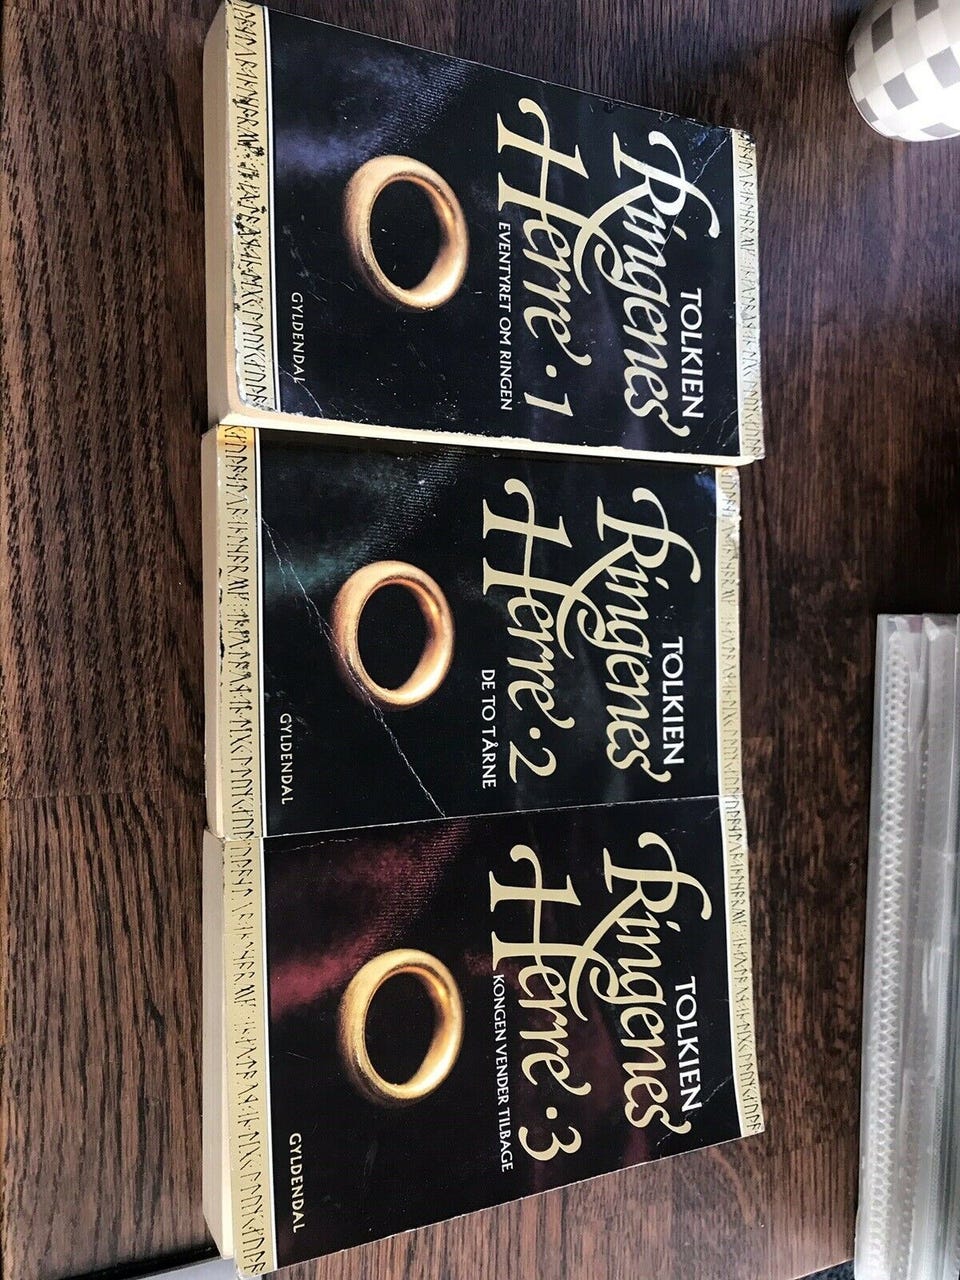 TOLKIEN
Ringenes
Herre · 1
EVENTYRET OM RINGEN
GYLDENDAL
TOLKIEN
Ringenes
Herre · 2
DE TO TÅRNE
GYLDENDAL
TOLKIEN
Ringenes
Herre · 3
KONGEN VENDER TILBAGE
GYLDENDAL